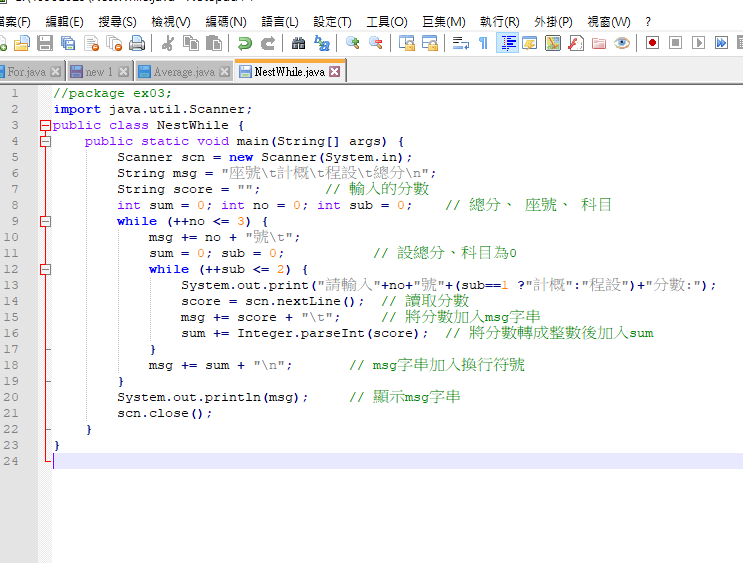 檔案(F) 編輯(E) 搜尋(S) 檢視(V) 編碼(N) 語言(L) 設定(T) 工具(O) 巨集(M) 執行(R) 外掛(P) 視窗(W) ?
For.java new 1 Average.java NestWhile.java
1 //package ex03;
2 import java.util.Scanner;
3 public class NestWhile {
4 public static void main(String[] args) {
5 Scanner scn = new Scanner(System.in);
6 String msg = "座號\t計概\t程設\t總分\n";
7 String score = ""; // 輸入的分數
8 int sum = 0; int no = 0; int sub = 0; // 總分、 座號、 科目
9 while (++no <= 3) {
10 msg += no + "號\t";
11 sum = 0; sub = 0; // 設總分、科目為0
12 while (++sub <= 2) {
13 System.out.print("請輸入"+no+"號"+(sub==1 ?"計概":"程設")+"分數:");
14 score = scn.nextLine(); // 讀取分數
15 msg += score + "\t"; // 將分數加入msg字串
16 sum += Integer.parseInt(score); // 將分數轉成整數後加入sum
17 }
18 msg += sum + "\n"; // msg字串加入換行符號
19 }
20 System.out.println(msg); // 顯示msg字串
21 scn.close();
22 }
23 }
24